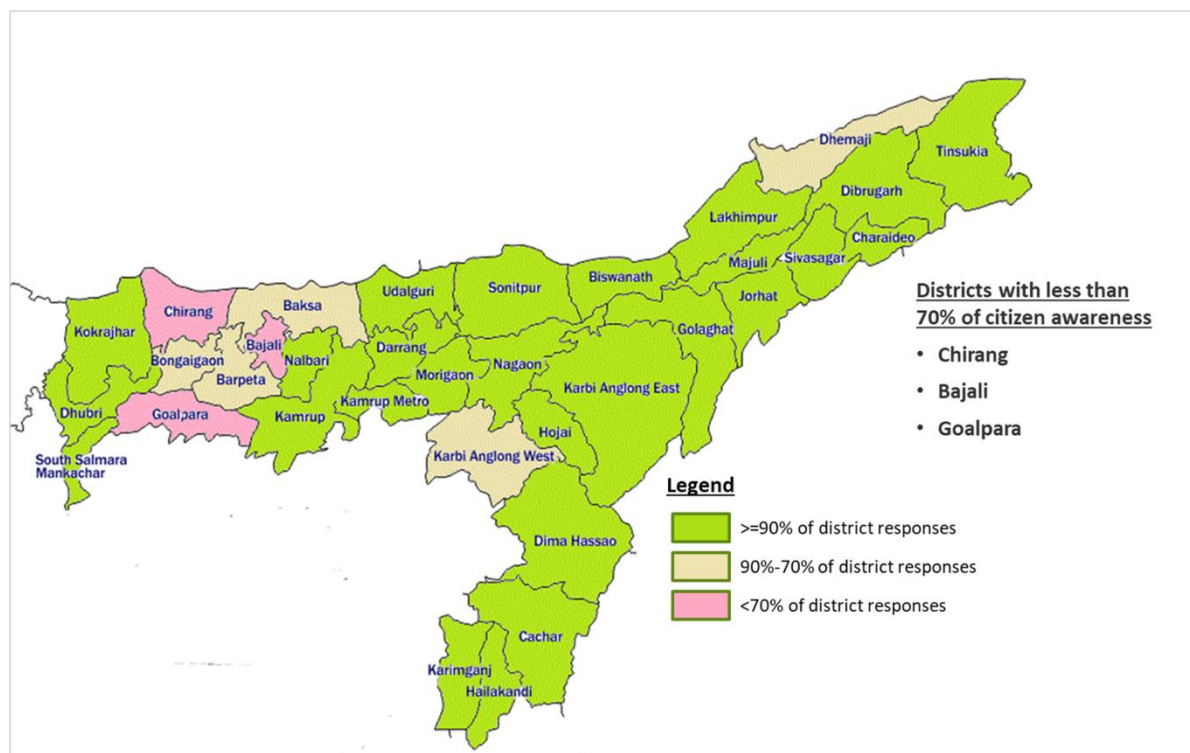 Dhemaji
Tinsukia
Dibrugarh
Lakhimpur
Charaideo
Majuli
Sivasagar
Biswanath
Sonitpur
Udalguri
Jorhat
Baksa
Chirang
Kokrajhar
Golaghat
Bajali
Darrang
Bongaigaon
Nalbari
Nagaon
Morigaon
Barpeta
Karbi Anglong East
Kamrup Metro
Dhubri
Goalpara
Kamrup
Hojai
Karbi Anglong West
South Salmara
Mankachar
Dima Hassao
Cachar
Karimganj
Hailakandi
Districts with less than
70% of citizen awareness
• Chirang
• Bajali
• Goalpara
Legend
>=90% of district responses
90%-70% of district responses
<70% of district responses